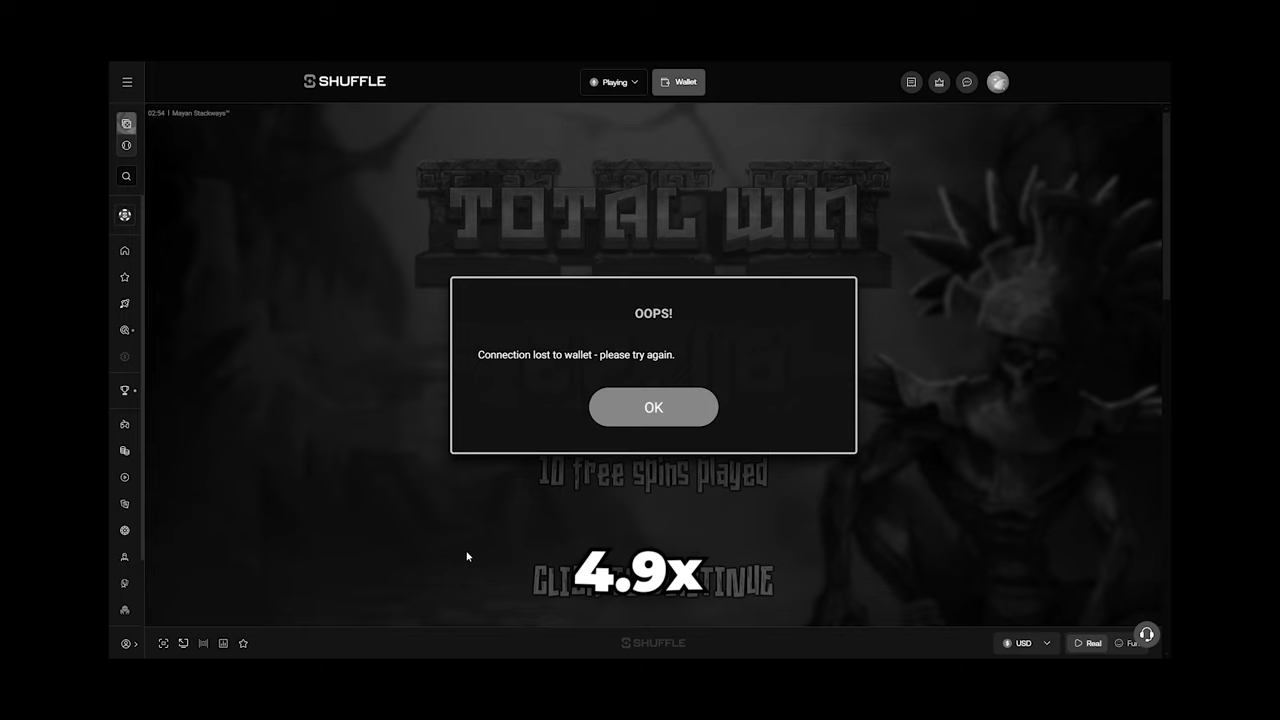 SHUFFLE
Playing
Wallet
02:54 | Mayan Stackways™
TOTAL WIN
OOPS!
Connection lost to wallet - please try again.
OK
10 free spins played
4.9x
SHUFFLE
USD
Real